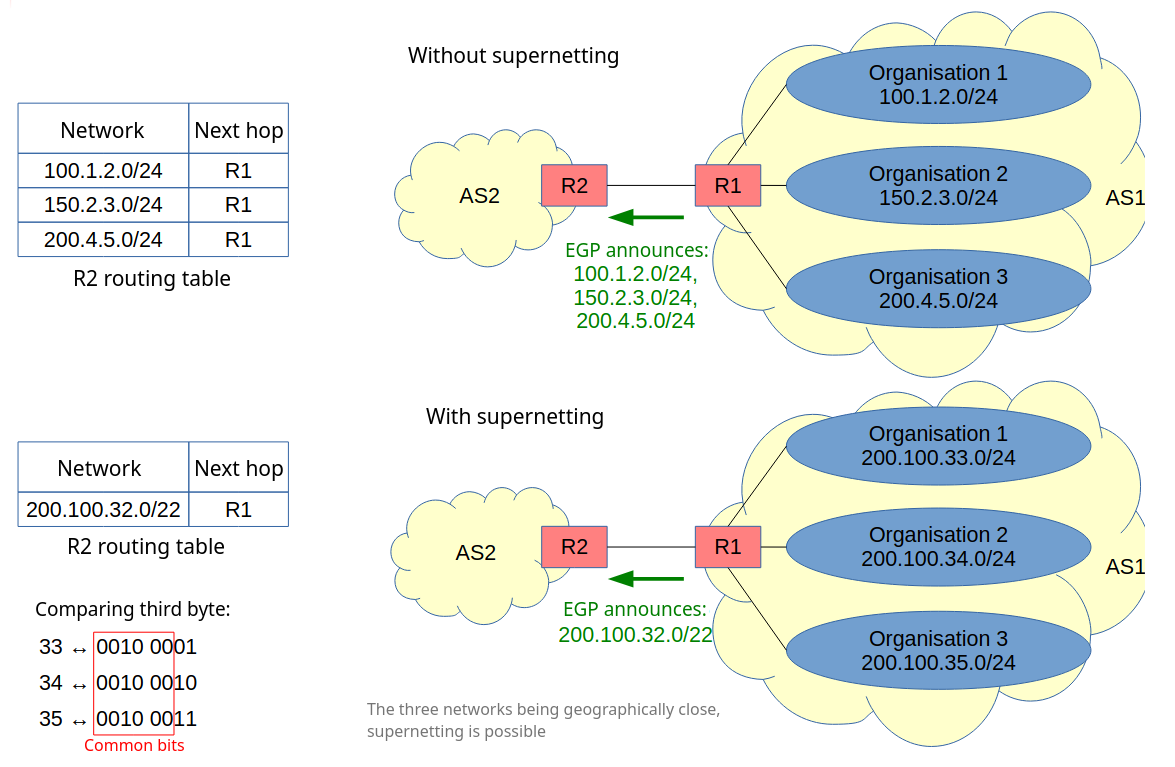 Without supernetting
Network Next hop
100.1.2.0/24 R1
150.2.3.0/24 R1
200.4.5.0/24 R1
R2 routing table
AS2
R2
R1
EGP announces:
100.1.2.0/24,
150.2.3.0/24,
200.4.5.0/24
Organisation 1
100.1.2.0/24
Organisation 2
150.2.3.0/24
Organisation 3
200.4.5.0/24
AS1
With supernetting
Network Next hop
200.100.32.0/22 R1
R2 routing table
Comparing third byte:
33 ↔ 0010 0001
34 ↔ 0010 0010
35 ↔ 0010 0011
Common bits
AS2
R2
R1
EGP announces:
200.100.32.0/22
Organisation 1
200.100.33.0/24
Organisation 2
200.100.34.0/24
Organisation 3
200.100.35.0/24
AS1
The three networks being geographically close,
supernetting is possible